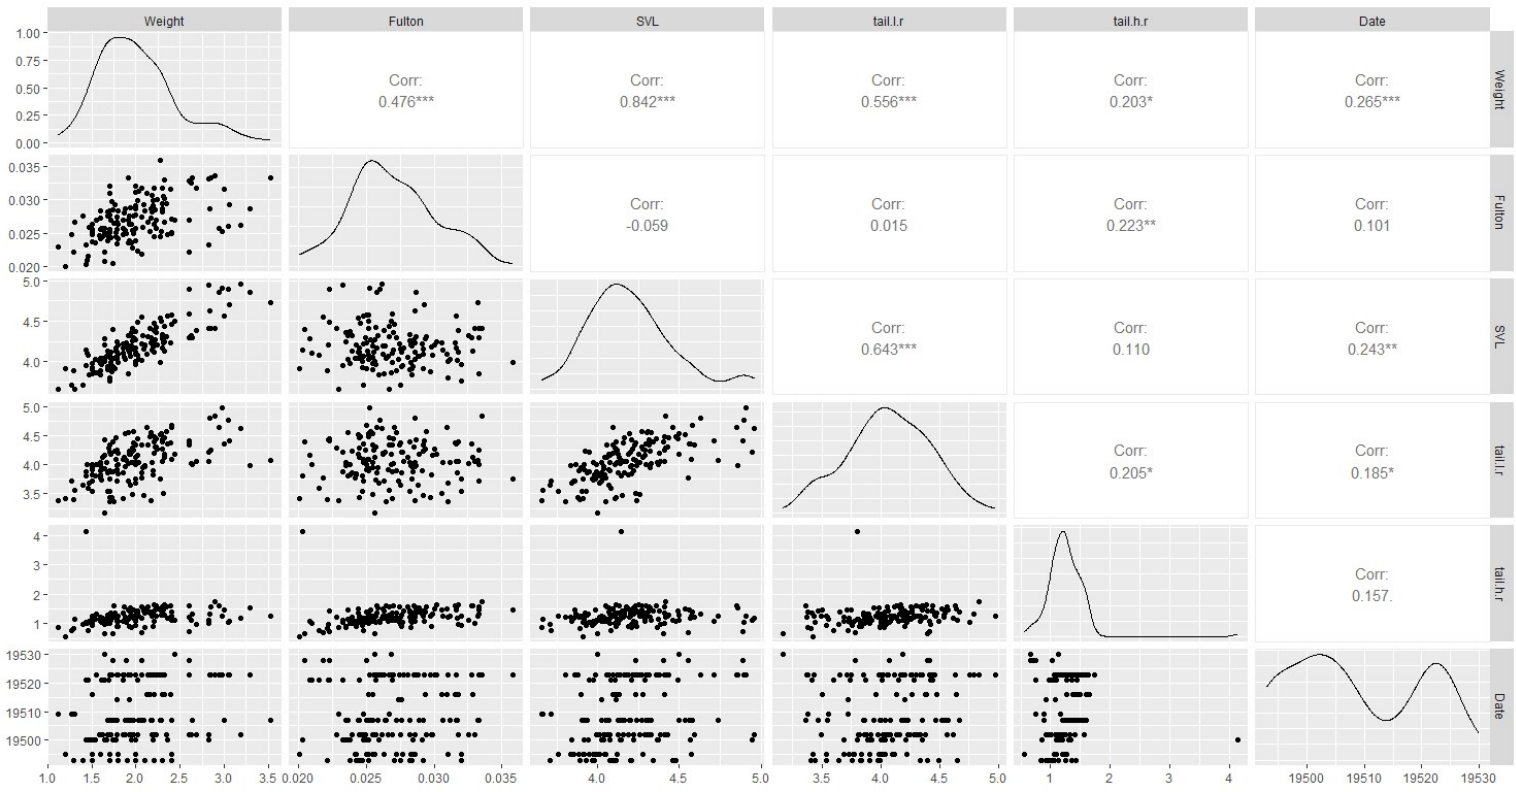 Weight Fulton SVL tail.l.r tail.h.r Date
1.00
0.75
0.50
0.25
0.00
Corr:
0.476***
Corr:
0.842***
Corr:
0.556***
Corr:
0.203*
Corr:
0.265***
Weight
0.035
0.030
0.025
0.020
Corr:
-0.059
Corr:
0.015
Corr:
0.223**
Corr:
0.101
Fulton
5.0
4.5
4.0
Corr:
0.643***
Corr:
0.110
Corr:
0.243**
SVL
5.0
4.5
4.0
3.5
Corr:
0.205*
Corr:
0.185*
tail.l.r
4
3
2
1
Corr:
0.157.
tail.h.r
19530
19520
19510
19500
Date
1.0 1.5 2.0 2.5 3.0 3.5 0.020 0.025 0.030 0.035 4.0 4.5 5.0 3.5 4.0 4.5 5.0 1 2 3 4 19500 19510 19520 19530